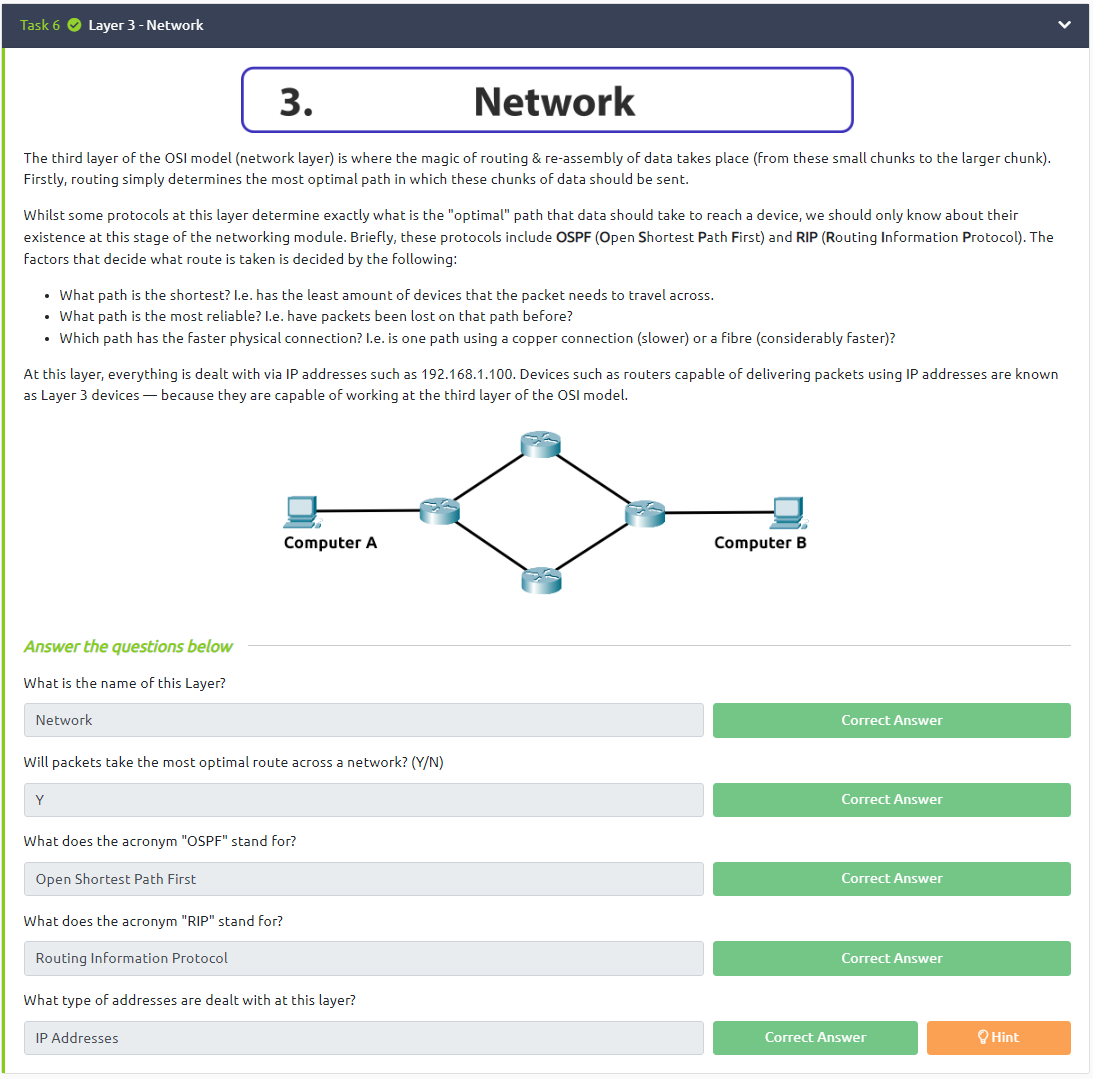 Task 6 Layer 3 - Network
3. Network
The third layer of the OSI model (network layer) is where the magic of routing & re-assembly of data takes place (from these small chunks to the larger chunk).
Firstly, routing simply determines the most optimal path in which these chunks of data should be sent.
Whilst some protocols at this layer determine exactly what is the "optimal" path that data should take to reach a device, we should only know about their
existence at this stage of the networking module. Briefly, these protocols include OSPF (Open Shortest Path First) and RIP (Routing Information Protocol). The
factors that decide what route is taken is decided by the following:
• What path is the shortest? I.e. has the least amount of devices that the packet needs to travel across.
• What path is the most reliable? I.e. have packets been lost on that path before?
• Which path has the faster physical connection? I.e. is one path using a copper connection (slower) or a fibre (considerably faster)?
At this layer, everything is dealt with via IP addresses such as 192.168.1.100. Devices such as routers capable of delivering packets using IP addresses are known
as Layer 3 devices — because they are capable of working at the third layer of the OSI model.
Computer A
Computer B
Answer the questions below
What is the name of this Layer?
Network Correct Answer
Will packets take the most optimal route across a network? (Y/N)
Y Correct Answer
What does the acronym "OSPF" stand for?
Open Shortest Path First Correct Answer
What does the acronym "RIP" stand for?
Routing Information Protocol Correct Answer
What type of addresses are dealt with at this layer?
IP Addresses Correct Answer Hint